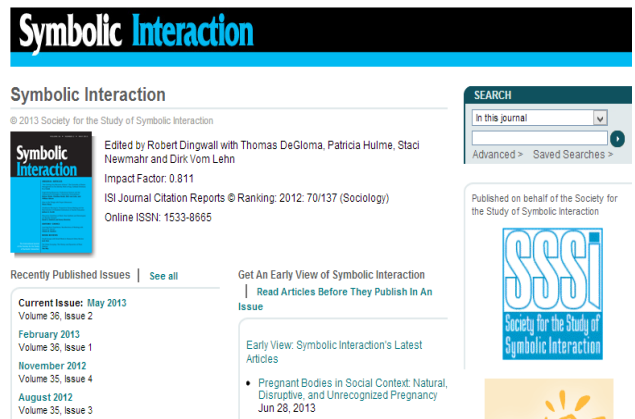 Symbolic Interaction
Symbolic Interaction
© 2013 Society for the Study of Symbolic Interaction
Symbolic
Interaction
Edited by Robert Dingwall with Thomas DeGloma, Patricia Hulme, Staci
Newmahr and Dirk Vom Lehn
Impact Factor: 0.811
ISI Journal Citation Reports © Ranking: 2012: 70/137 (Sociology)
Online ISSN: 1533-8665
Recently Published Issues | See all
Current Issue: May 2013
Volume 36, Issue 2
February 2013
Volume 36, Issue 1
November 2012
Volume 35, Issue 4
August 2012
Volume 35, Issue 3
Get An Early View of Symbolic Interaction
| Read Articles Before They Publish In An
Issue
Early View: Symbolic Interaction's Latest
Articles
• Pregnant Bodies in Social Context: Natural,
Disruptive, and Unrecognized Pregnancy
Jun 28, 2013
SEARCH
In this journal
Advanced > Saved Searches >
Published on behalf of the Society for
the Study of Symbolic Interaction
SSSi
Society for the Study of
Symbolic Interaction